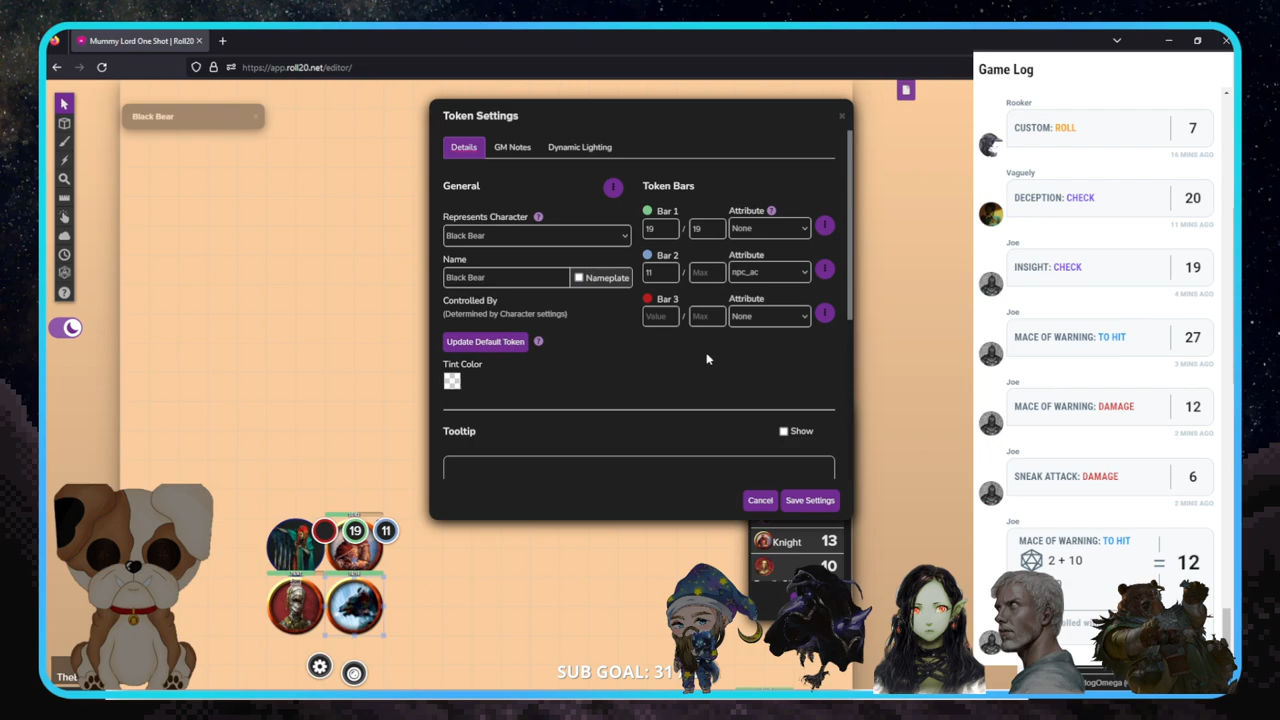 Mummy Lord One Shot | Roll20
https://app.roll20.net/editor/
Black Bear
Token Settings
Details
GM Notes
Dynamic Lighting
General
Represents Character
Black Bear
Name
Black Bear
Nameplate
Controlled By
(Determined by Character settings)
Update Default Token
Tint Color
Token Bars
Bar 1
Attribute
19 / 19
None
Bar 2
Attribute
11 / Max
npc_ac
Bar 3
Attribute
Value / Max
None
Tooltip
Show
Cancel
Save Settings
Knight 13
10
19
11
SUB GOAL: 31
Game Log
Rooker
CUSTOM: ROLL
7
16 MINS AGO
Vaguely
DECEPTION: CHECK
20
11 MINS AGO
Joe
INSIGHT: CHECK
19
4 MINS AGO
Joe
MACE OF WARNING: TO HIT
27
3 MINS AGO
Joe
MACE OF WARNING: DAMAGE
12
3 MINS AGO
Joe
SNEAK ATTACK: DAMAGE
6
2 MINS AGO
Joe
MACE OF WARNING: TO HIT
2 + 10
= 12